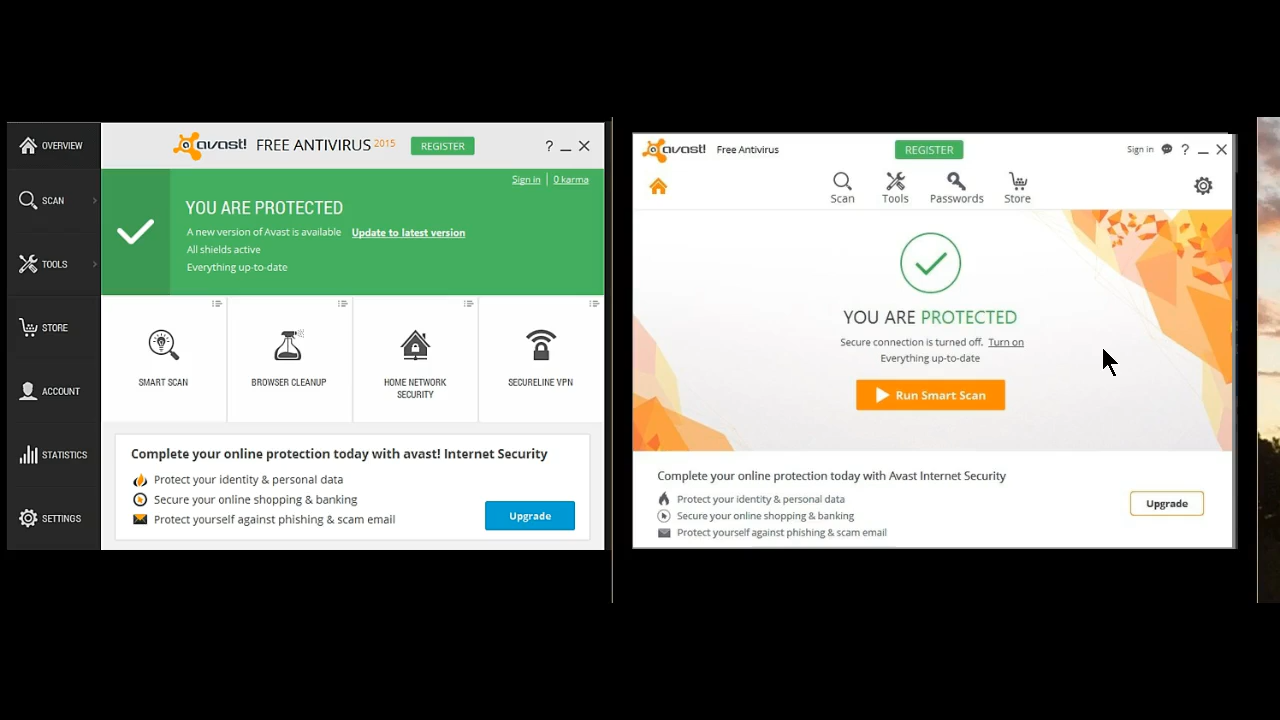 OVERVIEW
SCAN
TOOLS
STORE
ACCOUNT
STATISTICS
SETTINGS
avast! FREE ANTIVIRUS 2015 REGISTER ?
Sign in 0 karma
YOU ARE PROTECTED
A new version of Avast is available Update to latest version
All shields active
Everything up-to-date
SMART SCAN
BROWSER CLEANUP
HOME NETWORK
SECURITY
SECURELINE VPN
Complete your online protection today with avast! Internet Security
Protect your identity & personal data
Secure your online shopping & banking
Protect yourself against phishing & scam email
Upgrade
avast! Free Antivirus REGISTER Sign in ?
Scan Tools Passwords Store
YOU ARE PROTECTED
Secure connection is turned off. Turn on
Everything up-to-date
Run Smart Scan
Complete your online protection today with Avast Internet Security
Protect your identity & personal data
Secure your online shopping & banking
Protect yourself against phishing & scam email
Upgrade